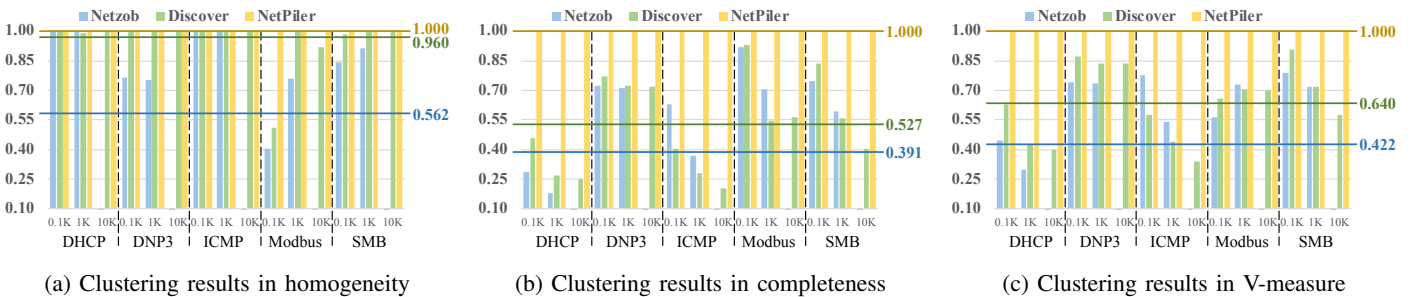 Netzob Discover NetPiler
1.00
0.85
0.70
0.55
0.40
0.25
0.10
1.000
0.960
0.562
0.1K 1K 10K 0.1K 1K 10K 0.1K 1K 10K 0.1K 1K 10K 0.1K 1K 10K
DHCP DNP3 ICMP Modbus SMB
(a) Clustering results in homogeneity
Netzob Discover NetPiler
1.00
0.85
0.70
0.55
0.40
0.25
0.10
1.000
0.527
0.391
0.1K 1K 10K 0.1K 1K 10K 0.1K 1K 10K 0.1K 1K 10K 0.1K 1K 10K
DHCP DNP3 ICMP Modbus SMB
(b) Clustering results in completeness
Netzob Discover NetPiler
1.00
0.85
0.70
0.55
0.40
0.25
0.10
1.000
0.640
0.422
0.1K 1K 10K 0.1K 1K 10K 0.1K 1K 10K 0.1K 1K 10K 0.1K 1K 10K
DHCP DNP3 ICMP Modbus SMB
(c) Clustering results in V-measure